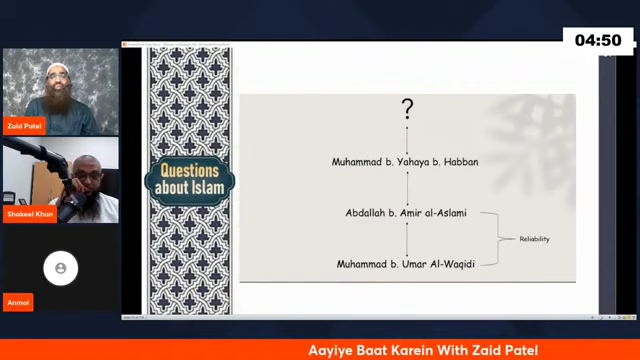 04:50
Zaid Patel
Shakeel Khan
Anmol
Questions
about Islam
?
Muhammad b. Yahaya b. Habban
Abdallah b. Amir al-Aslami
Reliability
Muhammad b. Umar Al-Waqidi
Aayiye Baat Karein With Zaid Patel